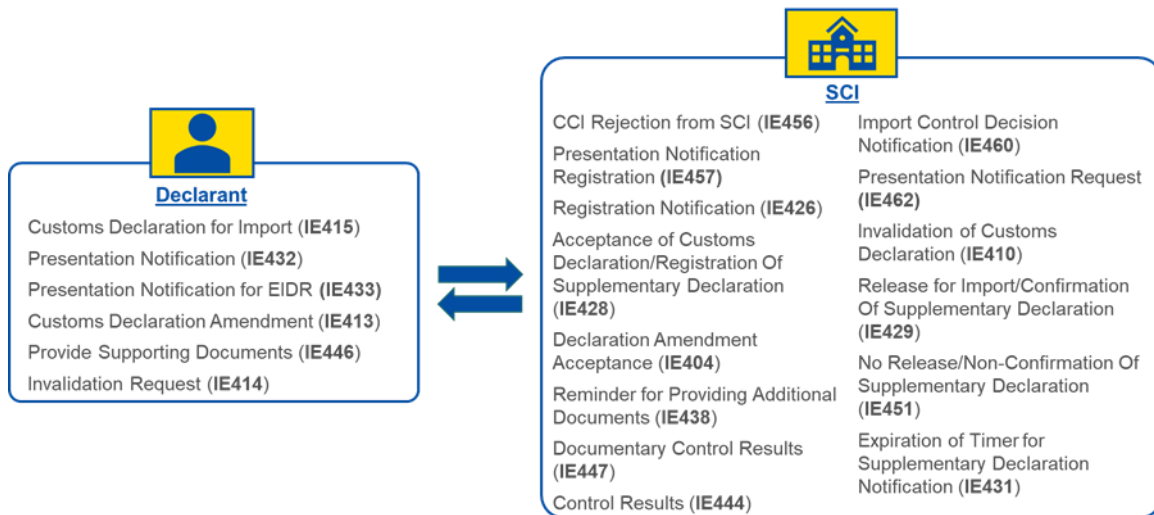 Declarant
Customs Declaration for Import (IE415)
Presentation Notification (IE432)
Presentation Notification for EIDR (IE433)
Customs Declaration Amendment (IE413)
Provide Supporting Documents (IE446)
Invalidation Request (IE414)
SCI
CCI Rejection from SCI (IE456)
Presentation Notification
Registration (IE457)
Registration Notification (IE426)
Acceptance of Customs
Declaration/Registration Of
Supplementary Declaration
(IE428)
Declaration Amendment
Acceptance (IE404)
Reminder for Providing Additional
Documents (IE438)
Documentary Control Results
(IE447)
Control Results (IE444)
Import Control Decision
Notification (IE460)
Presentation Notification Request
(IE462)
Invalidation of Customs
Declaration (IE410)
Release for Import/Confirmation
Of Supplementary Declaration
(IE429)
No Release/Non-Confirmation Of
Supplementary Declaration
(IE451)
Expiration of Timer for
Supplementary Declaration
Notification (IE431)